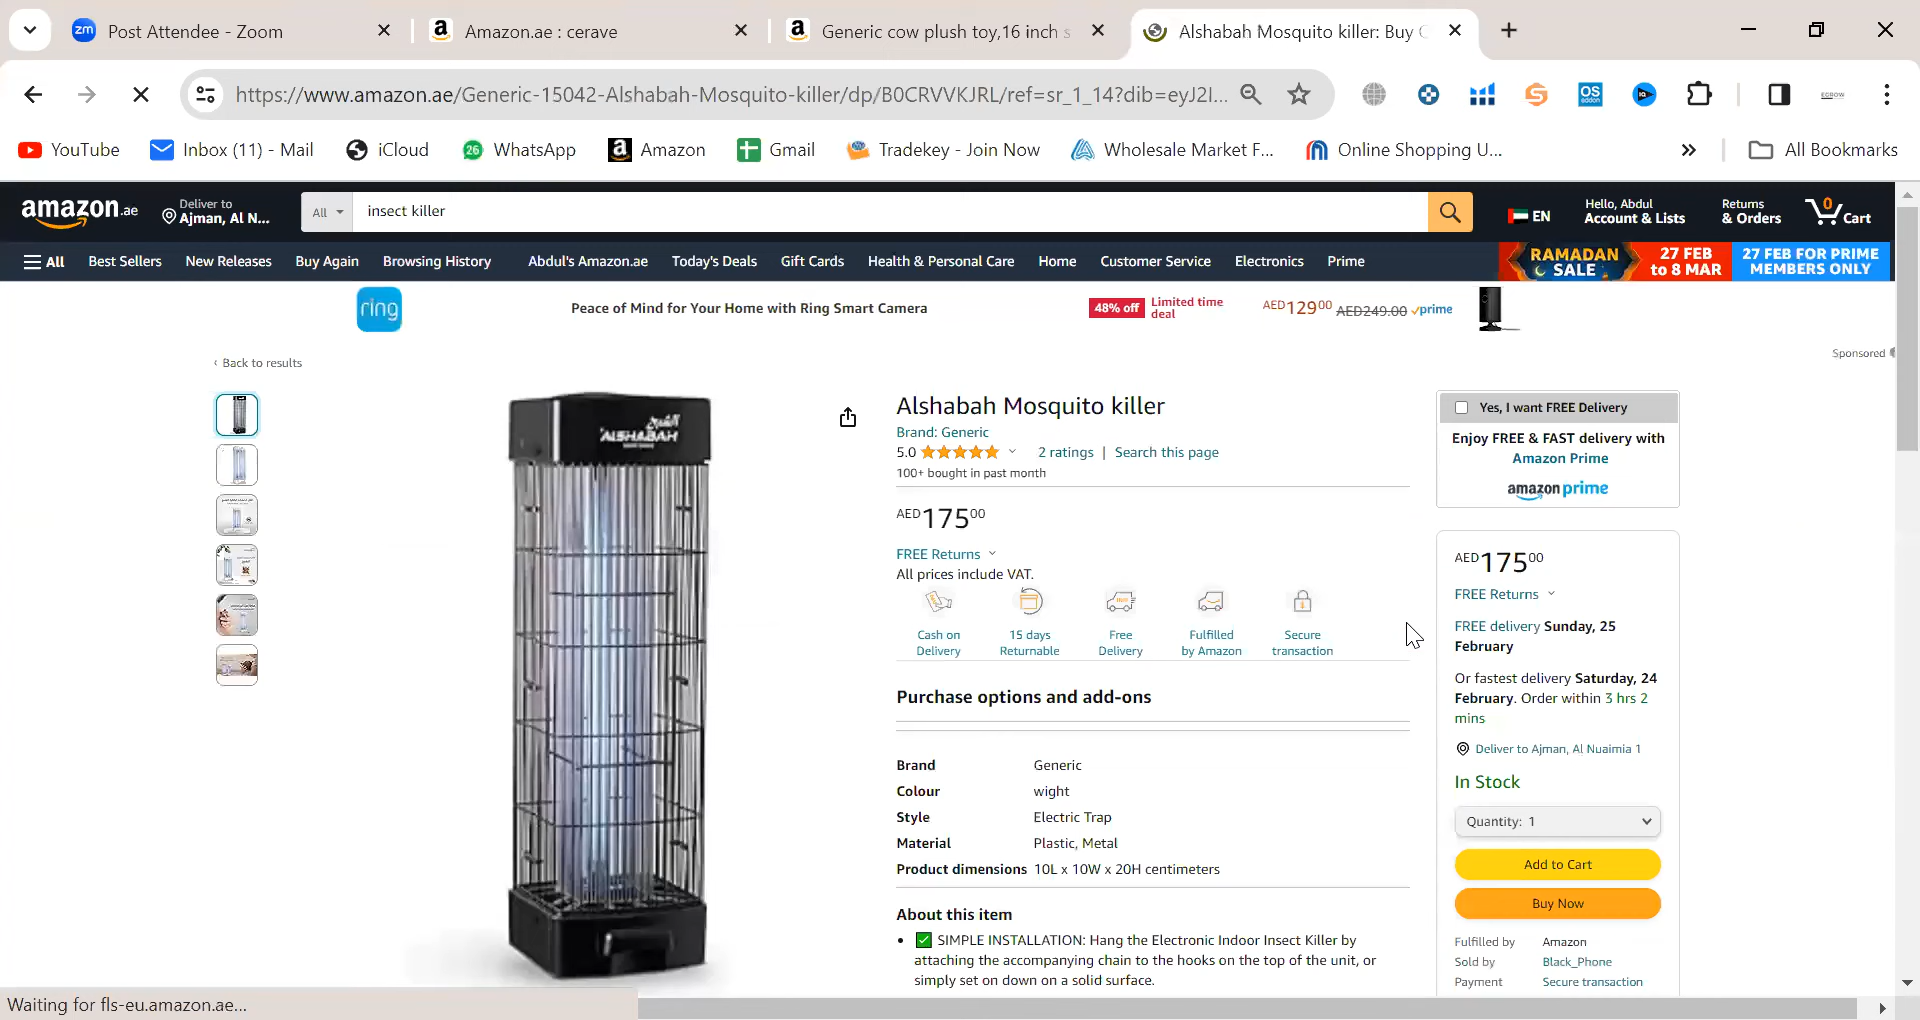 Post Attendee - Zoom
Amazon.ae : cerave
Generic cow plush toy,16 inch s
Alshabah Mosquito killer: Buy
https://www.amazon.ae/Generic-15042-Alshabah-Mosquito-killer/dp/B0CRVVKJRL/ref=sr_1_14?dib=eyJ2I...
YouTube
Inbox (11) - Mail
iCloud
WhatsApp
Amazon
Gmail
Tradekey - Join Now
Wholesale Market F...
Online Shopping U...
All Bookmarks
amazon.ae
Deliver to
Ajman, Al N...
All
insect killer
EN
Hello, Abdul
Account & Lists
Returns
& Orders
0
Cart
All
Best Sellers
New Releases
Buy Again
Browsing History
Abdul's Amazon.ae
Today's Deals
Gift Cards
Health & Personal Care
Home
Customer Service
Electronics
Prime
RAMADAN
SALE
27 FEB
to 8 MAR
27 FEB FOR PRIME
MEMBERS ONLY
ring
Peace of Mind for Your Home with Ring Smart Camera
48% off
Limited time
deal
AED12900
AED249.00
prime
Sponsored
‹ Back to results
ALSHABAH
Alshabah Mosquito killer
Brand: Generic
5.0
2 ratings | Search this page
100+ bought in past month
AED17500
FREE Returns
All prices include VAT.
Cash on
Delivery
15 days
Returnable
Free
Delivery
Fulfilled
by Amazon
Secure
transaction
Purchase options and add-ons
Brand Generic
Colour wight
Style Electric Trap
Material Plastic, Metal
Product dimensions 10L x 10W x 20H centimeters
About this item
• ✅ SIMPLE INSTALLATION: Hang the Electronic Indoor Insect Killer by
attaching the accompanying chain to the hooks on the top of the unit, or
simply set on down on a solid surface.
Yes, I want FREE Delivery
Enjoy FREE & FAST delivery with
Amazon Prime
amazon prime
AED17500
FREE Returns
FREE delivery Sunday, 25
February
Or fastest delivery Saturday, 24
February. Order within 3 hrs 2
mins
Deliver to Ajman, Al Nuaimia 1
In Stock
Quantity: 1
Add to Cart
Buy Now
Fulfilled by Amazon
Sold by Black_Phone
Payment Secure transaction
Waiting for fls-eu.amazon.ae...